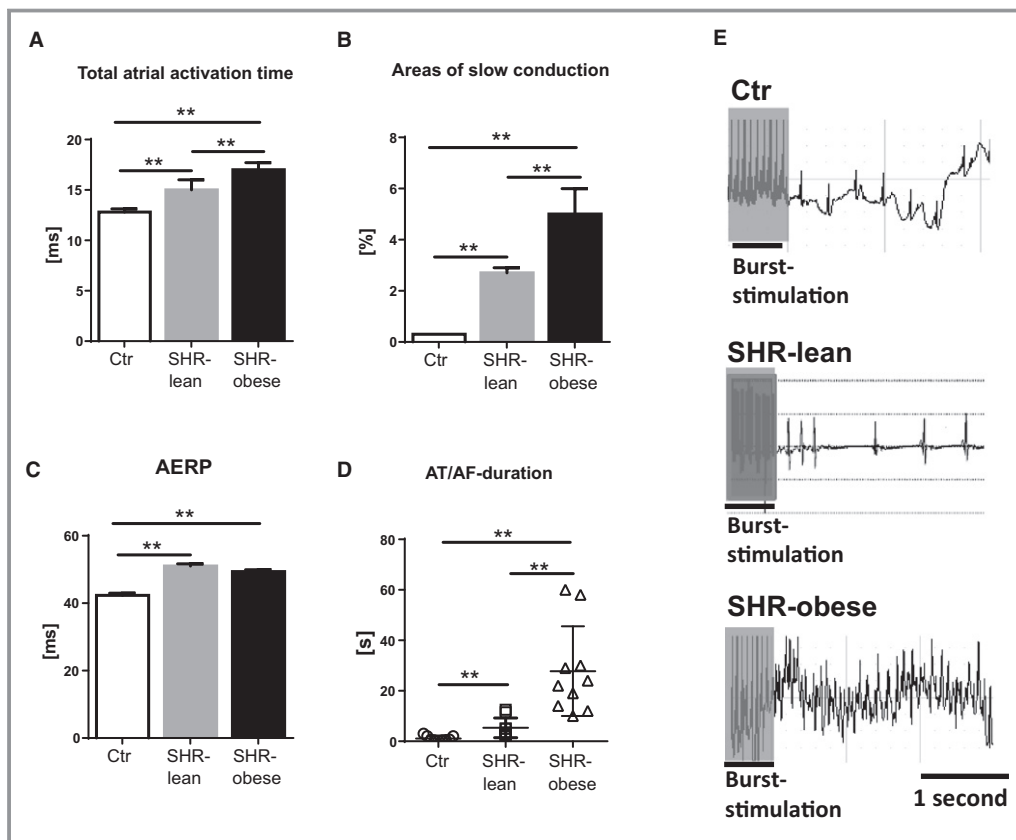 A
Total atrial activation time
**
**
**
20
15
10
5
0
[ms]
Ctr
SHR-
lean
SHR-
obese
B
Areas of slow conduction
**
**
**
8
6
4
2
0
[%]
Ctr
SHR-
lean
SHR-
obese
C
AERP
**
**
60
40
20
0
[ms]
Ctr
SHR-
lean
SHR-
obese
D
AT/AF-duration
**
**
**
80
60
40
20
0
[s]
Ctr
SHR-
lean
SHR-
obese
E
Ctr
Burst-
stimulation
SHR-lean
Burst-
stimulation
SHR-obese
Burst-
stimulation
1 second